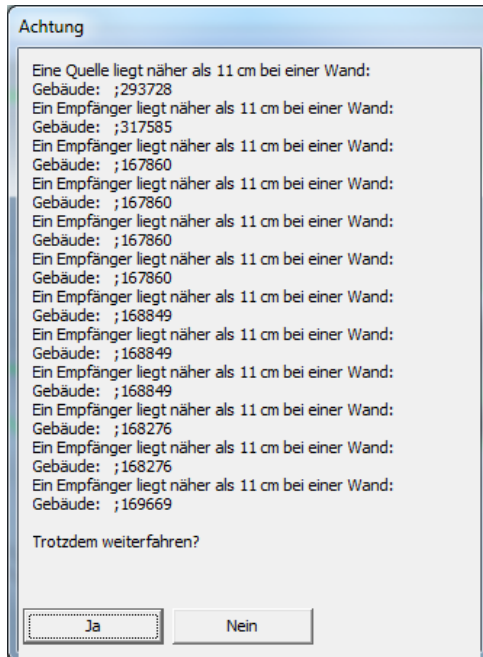 Achtung
Eine Quelle liegt näher als 11 cm bei einer Wand:
Gebäude: ;293728
Ein Empfänger liegt näher als 11 cm bei einer Wand:
Gebäude: ;317585
Ein Empfänger liegt näher als 11 cm bei einer Wand:
Gebäude: ;167860
Ein Empfänger liegt näher als 11 cm bei einer Wand:
Gebäude: ;167860
Ein Empfänger liegt näher als 11 cm bei einer Wand:
Gebäude: ;167860
Ein Empfänger liegt näher als 11 cm bei einer Wand:
Gebäude: ;167860
Ein Empfänger liegt näher als 11 cm bei einer Wand:
Gebäude: ;168849
Ein Empfänger liegt näher als 11 cm bei einer Wand:
Gebäude: ;168849
Ein Empfänger liegt näher als 11 cm bei einer Wand:
Gebäude: ;168849
Ein Empfänger liegt näher als 11 cm bei einer Wand:
Gebäude: ;168276
Ein Empfänger liegt näher als 11 cm bei einer Wand:
Gebäude: ;168276
Ein Empfänger liegt näher als 11 cm bei einer Wand:
Gebäude: ;169669
Trotzdem weiterfahren?
Ja Nein